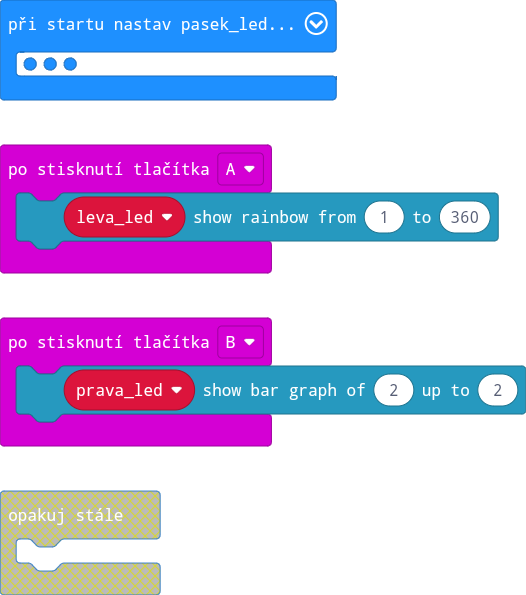 při startu nastav pasek_led...
po stisknutí tlačítka A
leva_led show rainbow from 1 to 360
po stisknutí tlačítka B
prava_led show bar graph of 2 up to 2
opakuj stále